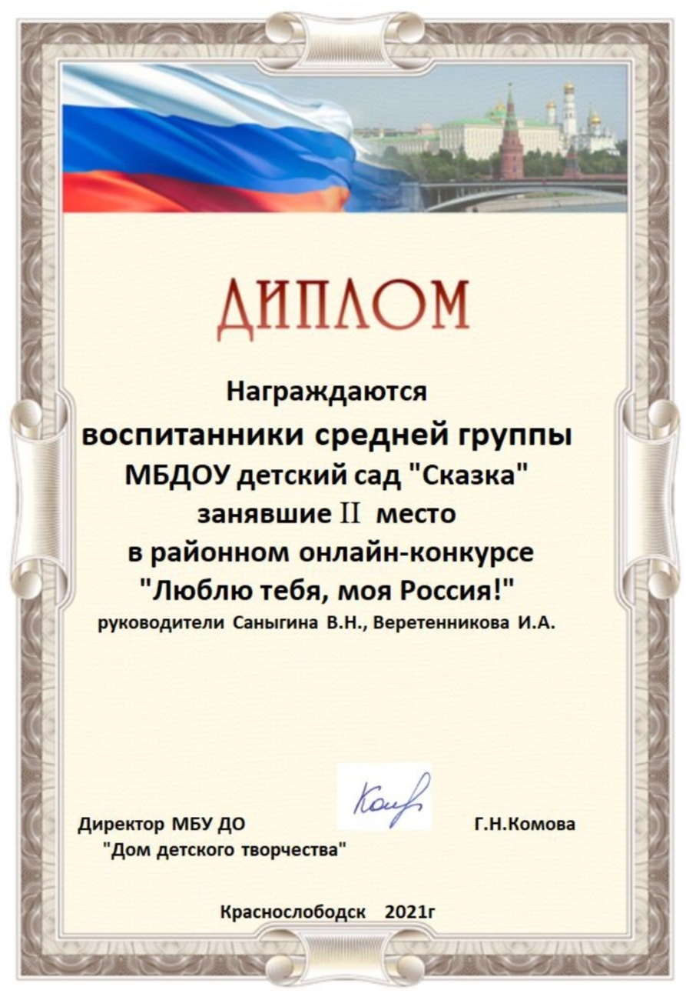 ДИПЛОМ
Награждаются
воспитанники средней группы
МБДОУ детский сад "Сказка"
занявшие II место
в районном онлайн-конкурсе
"Люблю тебя, моя Россия!"
руководители Саныгина В.Н., Веретенникова И.А.
Директор МБУ ДО Г.Н.Комова
"Дом детского творчества"
Краснослободск 2021г